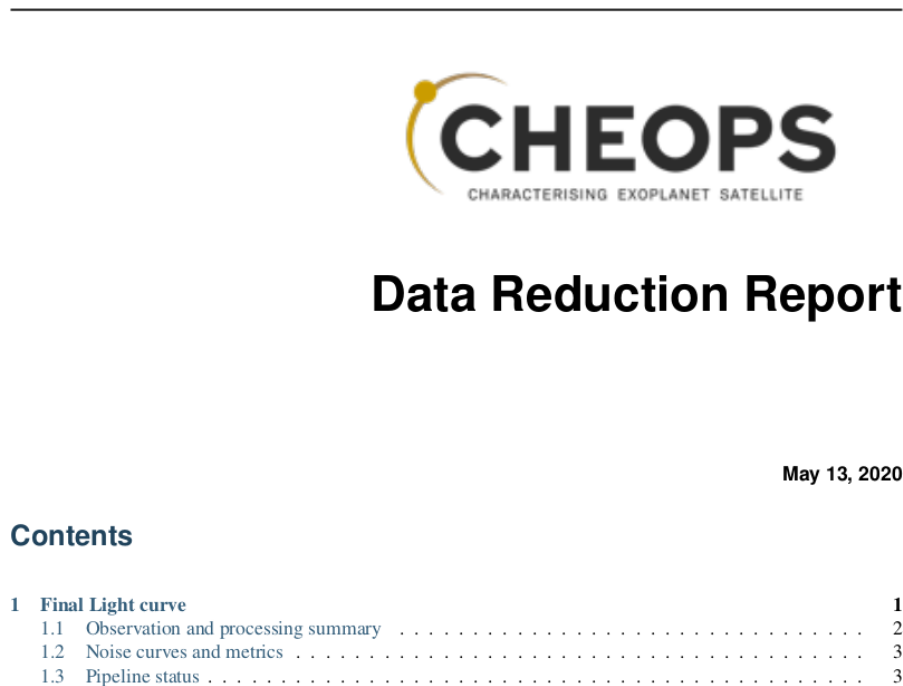 CHEOPS
CHARACTERISING EXOPLANET SATELLITE
Data Reduction Report
May 13, 2020
Contents
1 Final Light curve 1
1.1 Observation and processing summary . . . . . . . . . . . . . . . . . . . . . . . . . . . . . . . . 2
1.2 Noise curves and metrics . . . . . . . . . . . . . . . . . . . . . . . . . . . . . . . . . . . . . . . 3
1.3 Pipeline status . . . . . . . . . . . . . . . . . . . . . . . . . . . . . . . . . . . . . . . . . . . . . 3